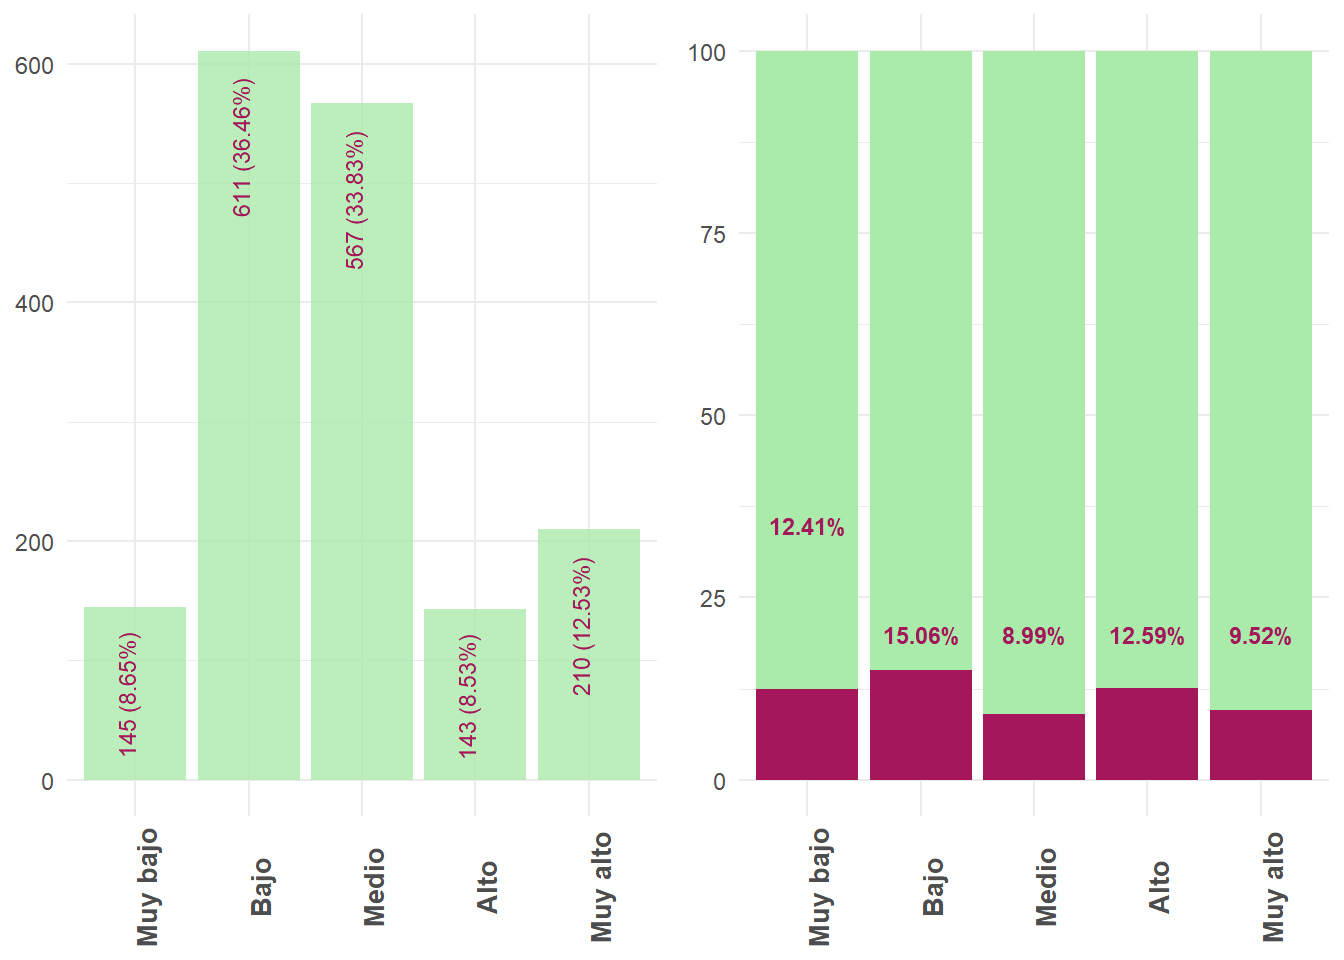 600
400
200
0
145 (8.65%)
611 (36.46%)
567 (33.83%)
143 (8.53%)
210 (12.53%)
Muy bajo
Bajo
Medio
Alto
Muy alto
100
75
50
25
0
12.41%
15.06%
8.99%
12.59%
9.52%
Muy bajo
Bajo
Medio
Alto
Muy alto